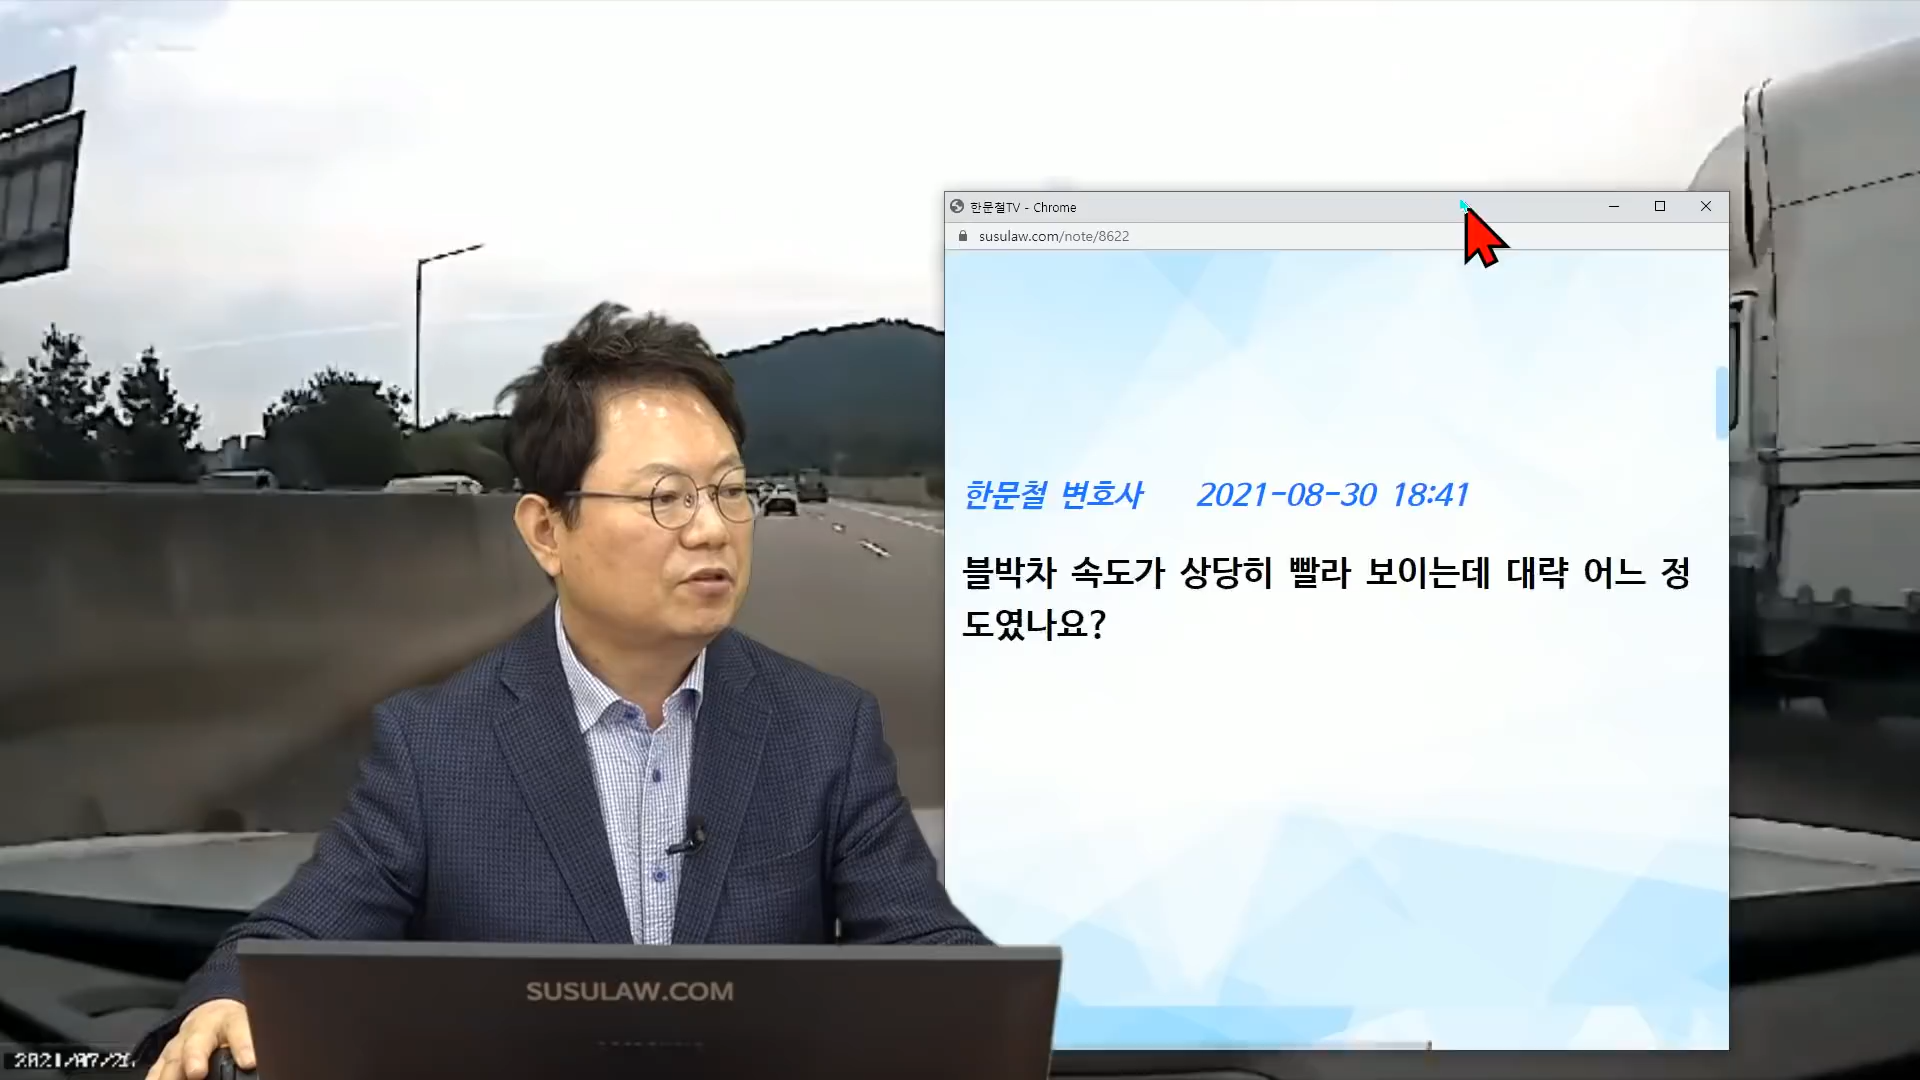 한문철TV - Chrome
susulaw.com/note/8622
한문철 변호사 2021-08-30 18:41
블박차 속도가 상당히 빨라 보이는데 대략 어느 정
도였나요?
SUSULAW.COM